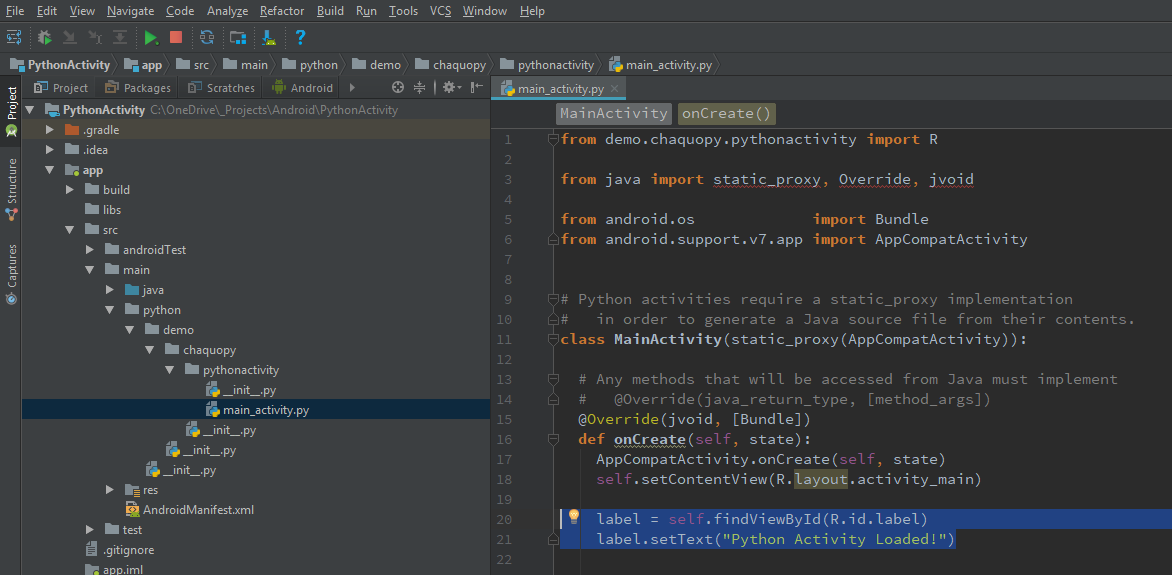 File Edit View Navigate Code Analyze Refactor Build Run Tools VCS Window Help
PythonActivity app src main python demo chaquopy pythonactivity main_activity.py
Project Packages Scratches Android
main_activity.py
Project
Structure
Captures
PythonActivity C:\OneDrive\_Projects\Android\PythonActivity
.gradle
.idea
app
build
libs
src
androidTest
main
java
python
demo
chaquopy
pythonactivity
__init__.py
main_activity.py
__init__.py
__init__.py
__init__.py
res
AndroidManifest.xml
test
.gitignore
app.iml
MainActivity onCreate()
1 from demo.chaquopy.pythonactivity import R
2
3 from java import static_proxy, Override, jvoid
4
5 from android.os import Bundle
6 from android.support.v7.app import AppCompatActivity
7
8
9 # Python activities require a static_proxy implementation
10 # in order to generate a Java source file from their contents.
11 class MainActivity(static_proxy(AppCompatActivity)):
12
13 # Any methods that will be accessed from Java must implement
14 # @Override(java_return_type, [method_args])
15 @Override(jvoid, [Bundle])
16 def onCreate(self, state):
17 AppCompatActivity.onCreate(self, state)
18 self.setContentView(R.layout.activity_main)
19
20 label = self.findViewById(R.id.label)
21 label.setText("Python Activity Loaded!")
22